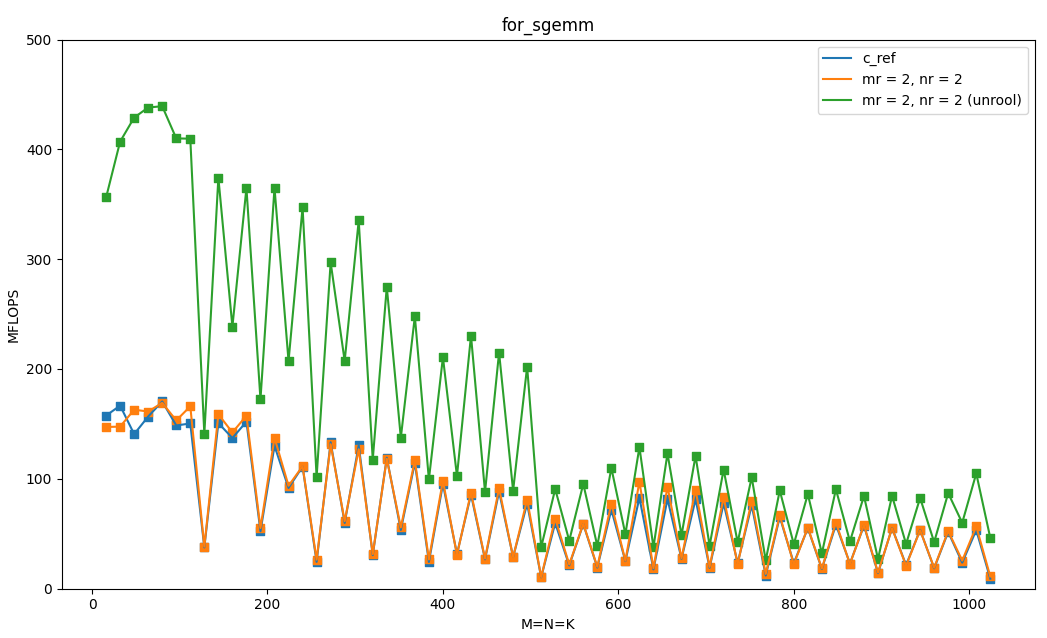 for_sgemm
c_ref
mr = 2, nr = 2
mr = 2, nr = 2 (unrool)
MFLOPS
500
400
300
200
100
0
0 200 400 600 800 1000
M=N=K